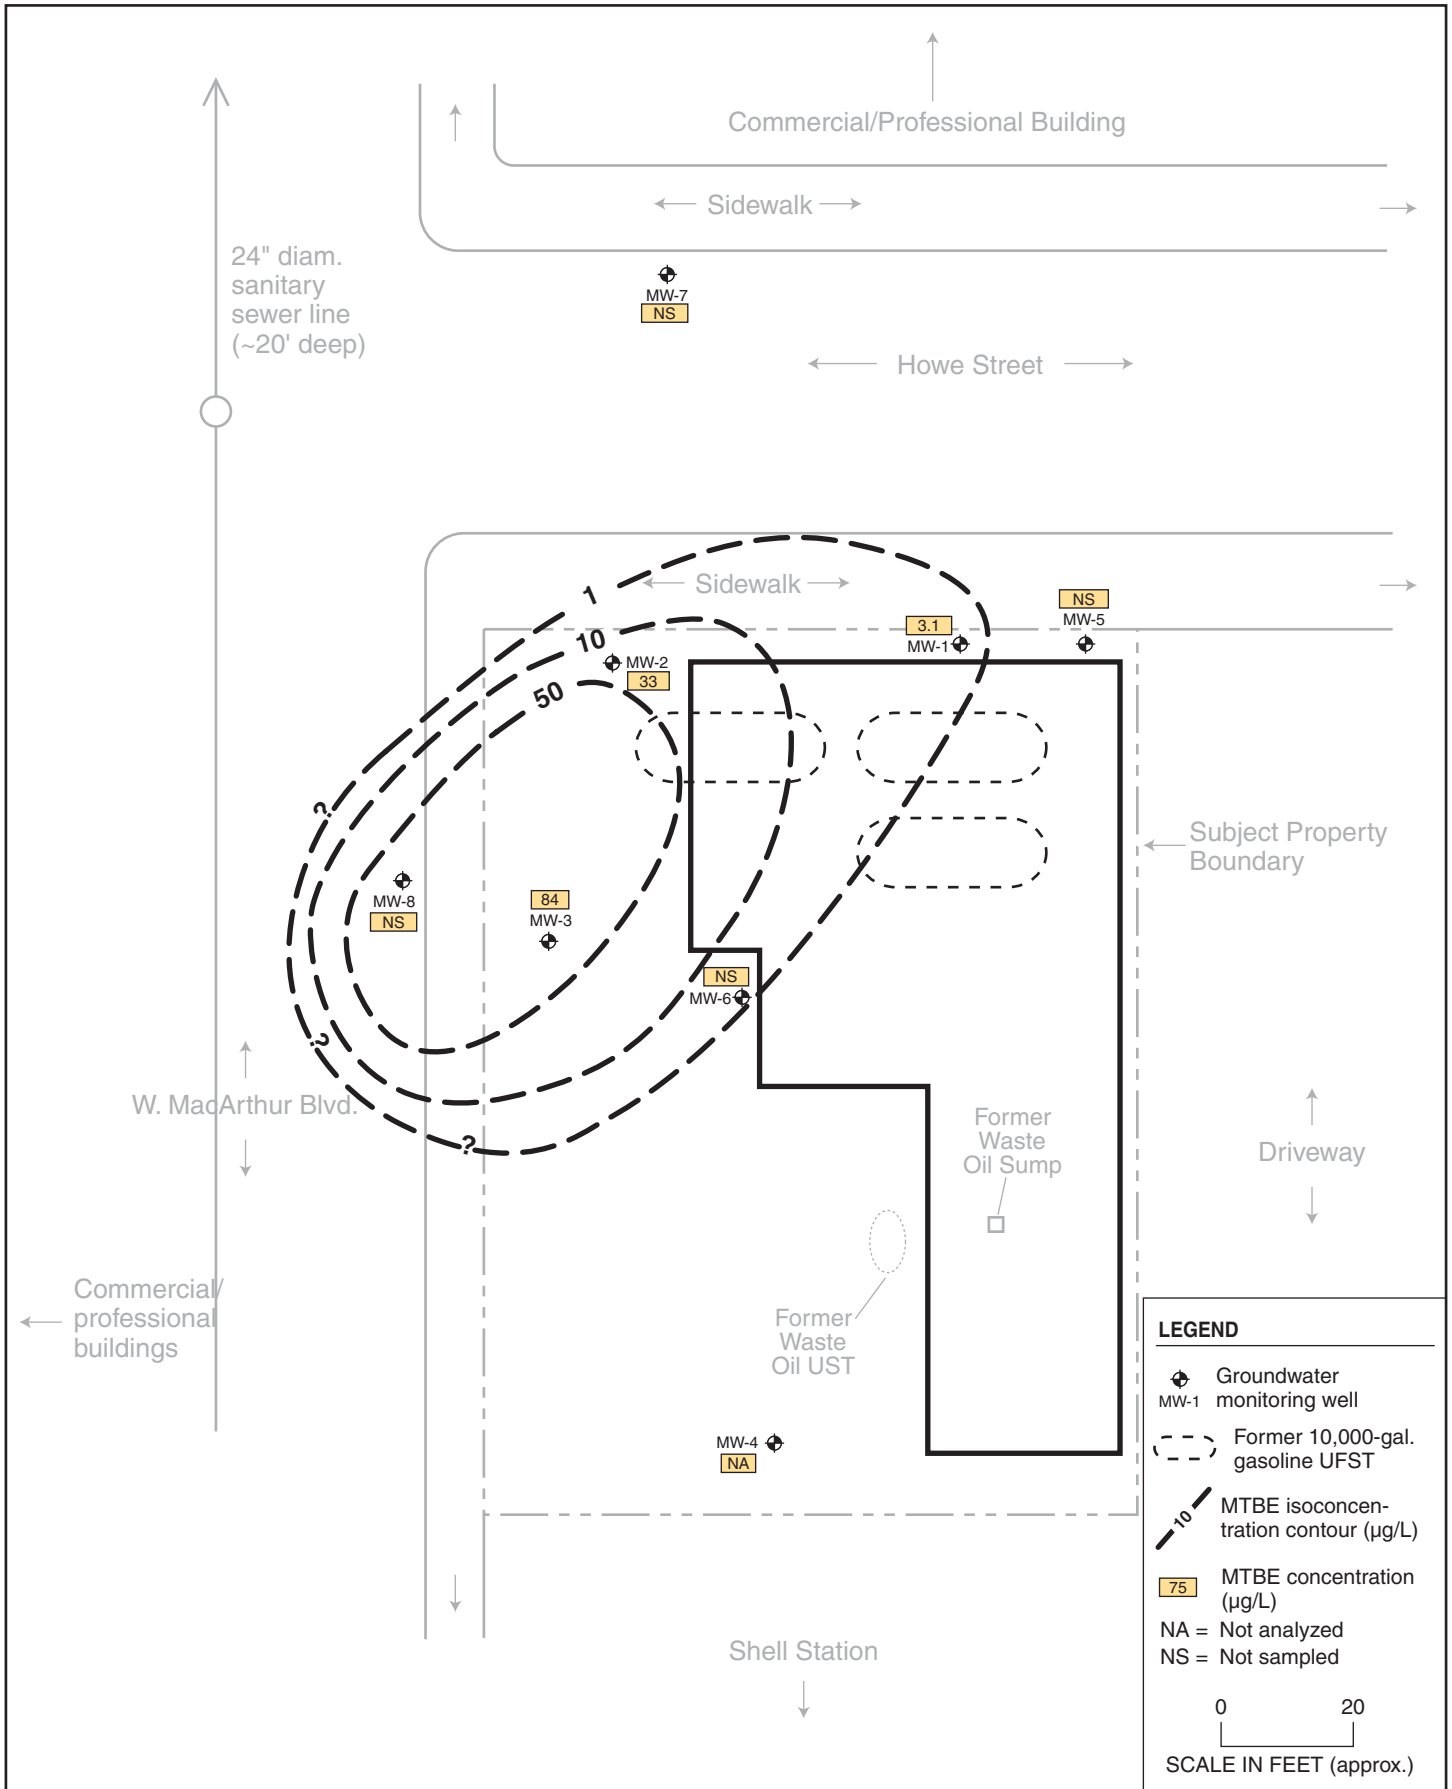 Commercial/Professional Building
Sidewalk
24" diam.
sanitary
sewer line
(~20' deep)
MW-7
NS
Howe Street
1
Sidewalk
10
50
MW-2
33
3.1
MW-1
NS
MW-5
?
Subject Property
Boundary
MW-8
NS
84
MW-3
NS
MW-6
?
W. MacArthur Blvd.
?
Former
Waste
Oil Sump
Driveway
Commercial/
professional
buildings
Former
Waste
Oil UST
MW-4
NA
Shell Station
LEGEND
MW-1
Groundwater
monitoring well
Former 10,000-gal.
gasoline UFST
10
MTBE isoconcen-
tration contour (µg/L)
75
MTBE concentration
(µg/L)
NA = Not analyzed
NS = Not sampled
0 20
SCALE IN FEET (approx.)